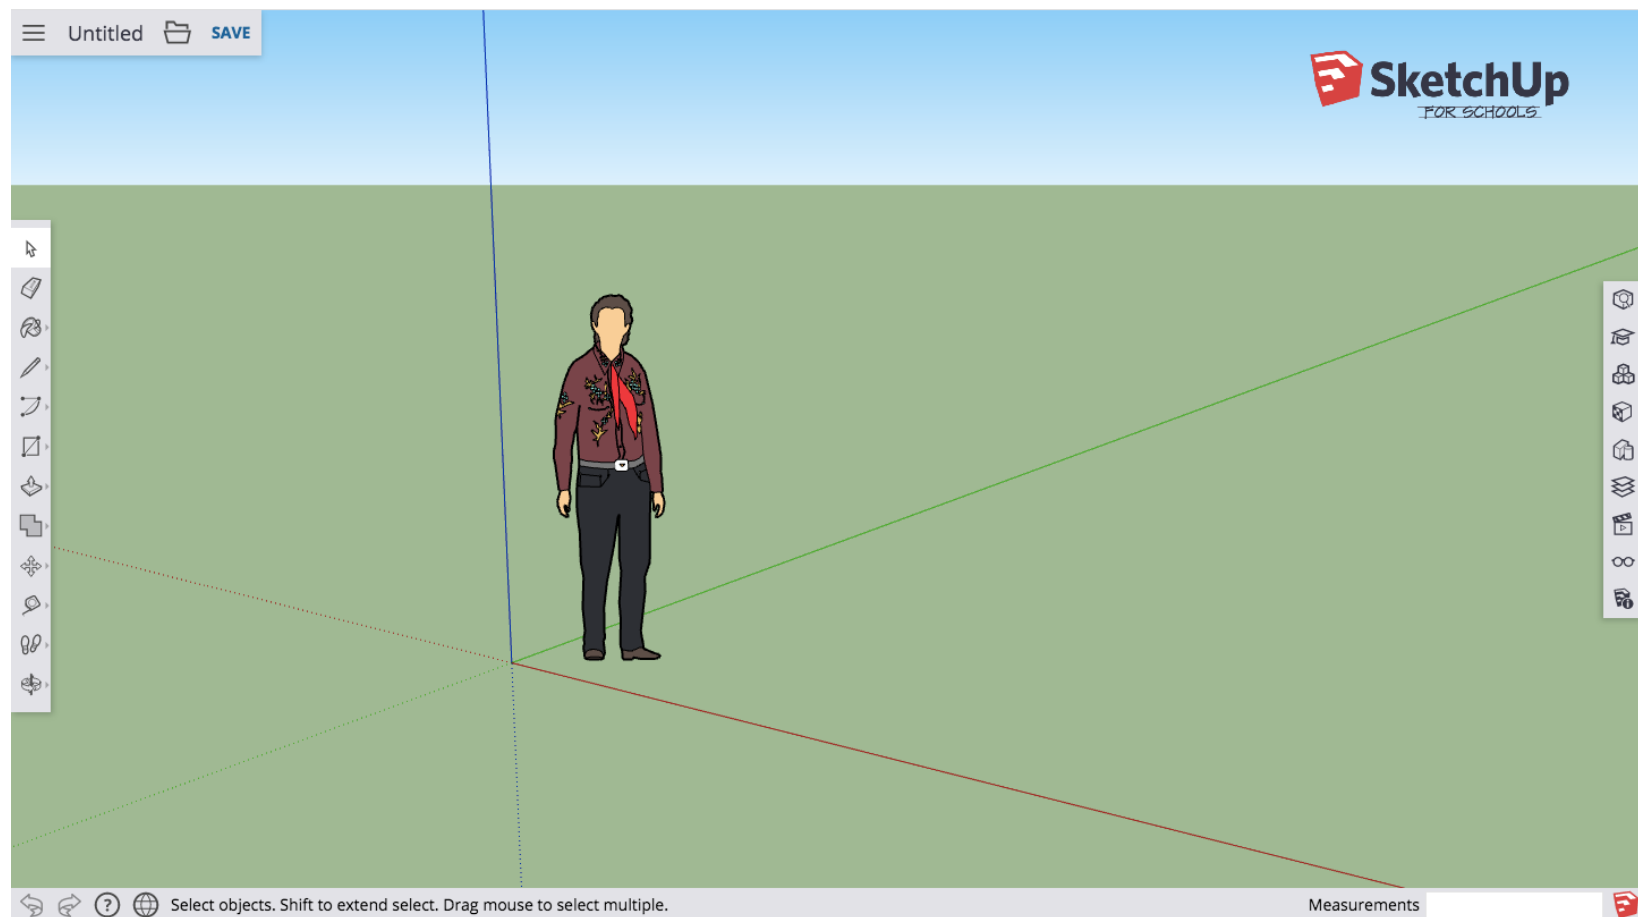 Untitled
SAVE
SketchUp
FOR SCHOOLS
Select objects. Shift to extend select. Drag mouse to select multiple.
Measurements